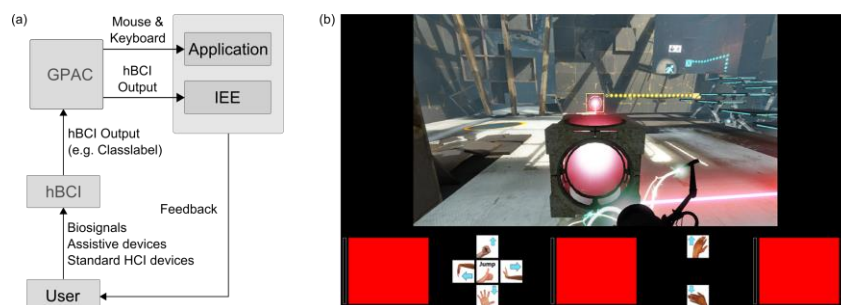 (a)
Mouse &
Keyboard
Application
GPAC
hBCI
Output
IEE
hBCI Output
(e.g. Classlabel)
hBCI
Feedback
Biosignals
Assistive devices
Standard HCI devices
User
(b)
Jump